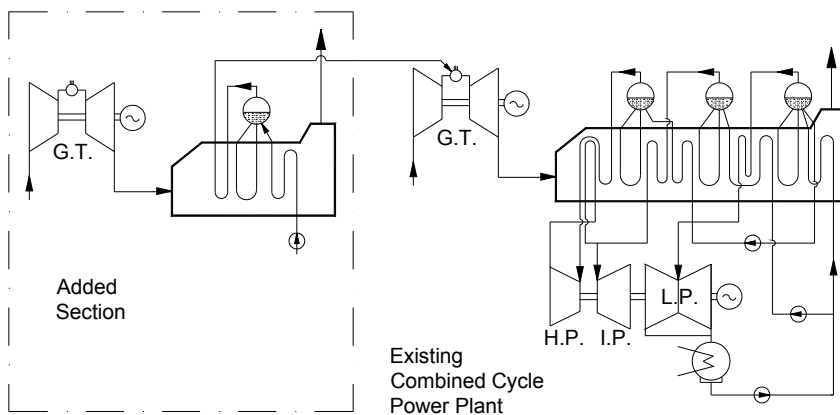 G.T.
G.T.
Added
Section
L.P.
H.P.
I.P.
Existing
Combined Cycle
Power Plant